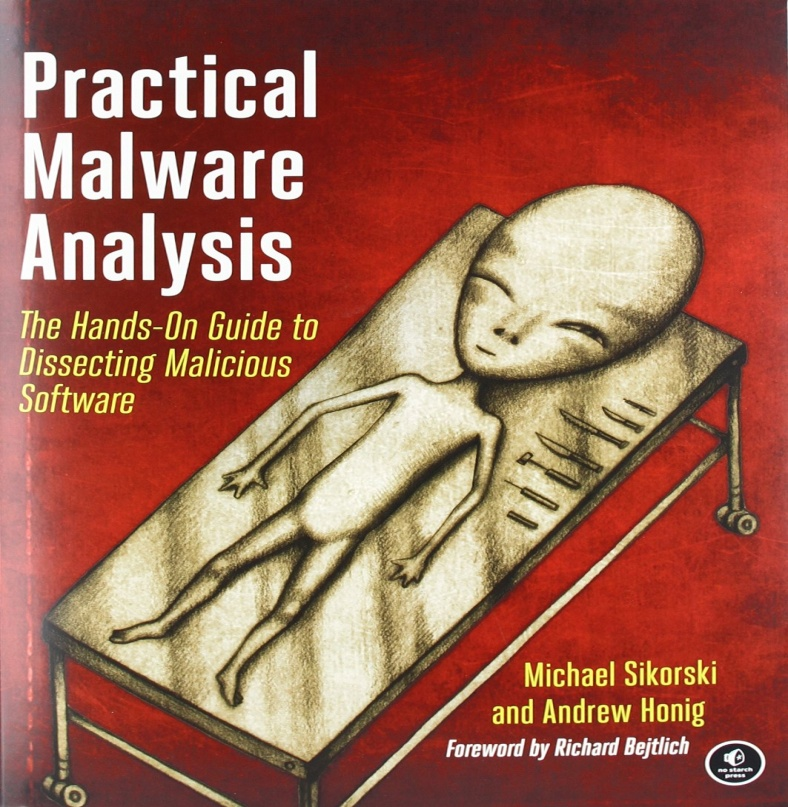 Practical
Malware
Analysis
The Hands-On Guide to
Dissecting Malicious
Software
Michael Sikorski
and Andrew Honig
Foreword by Richard Bejtlich
no starch
press